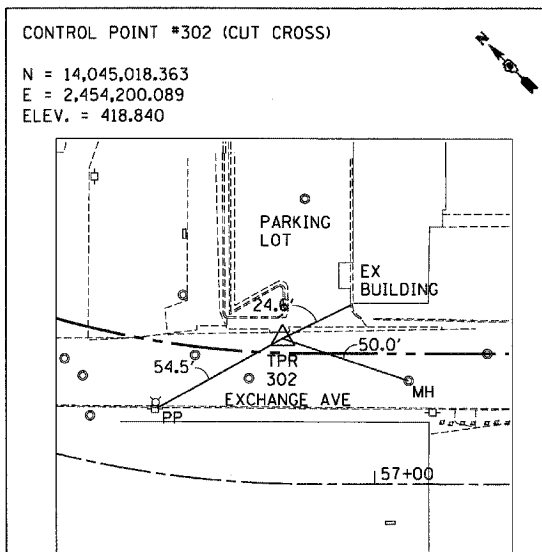 CONTROL POINT #302 (CUT CROSS)
N
N = 14,045,018.363
E = 2,454,200.089
ELEV. = 418.840
PARKING
LOT
EX
BUILDING
24.6'
50.0'
54.5'
TPR
302
MH
EXCHANGE AVE
PP
57+00